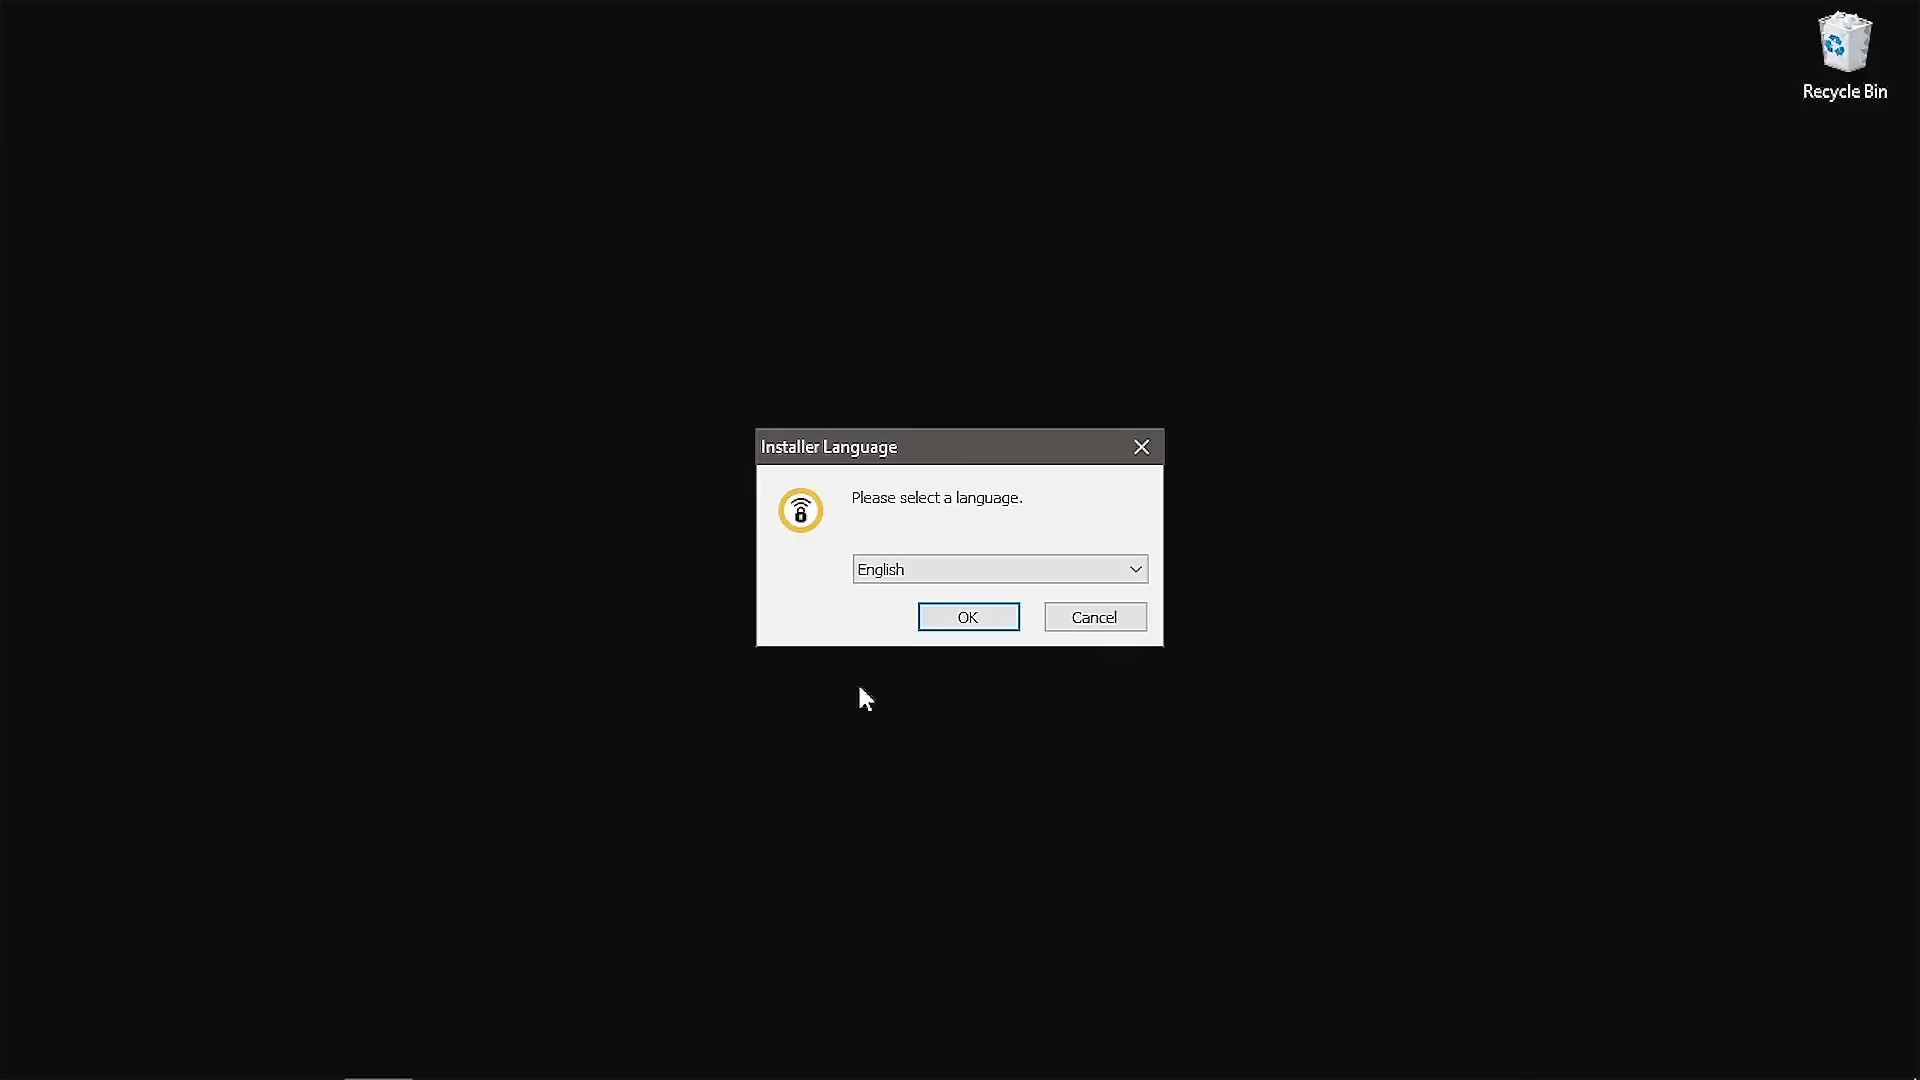 Recycle Bin
Installer Language
Please select a language.
English
OK
Cancel